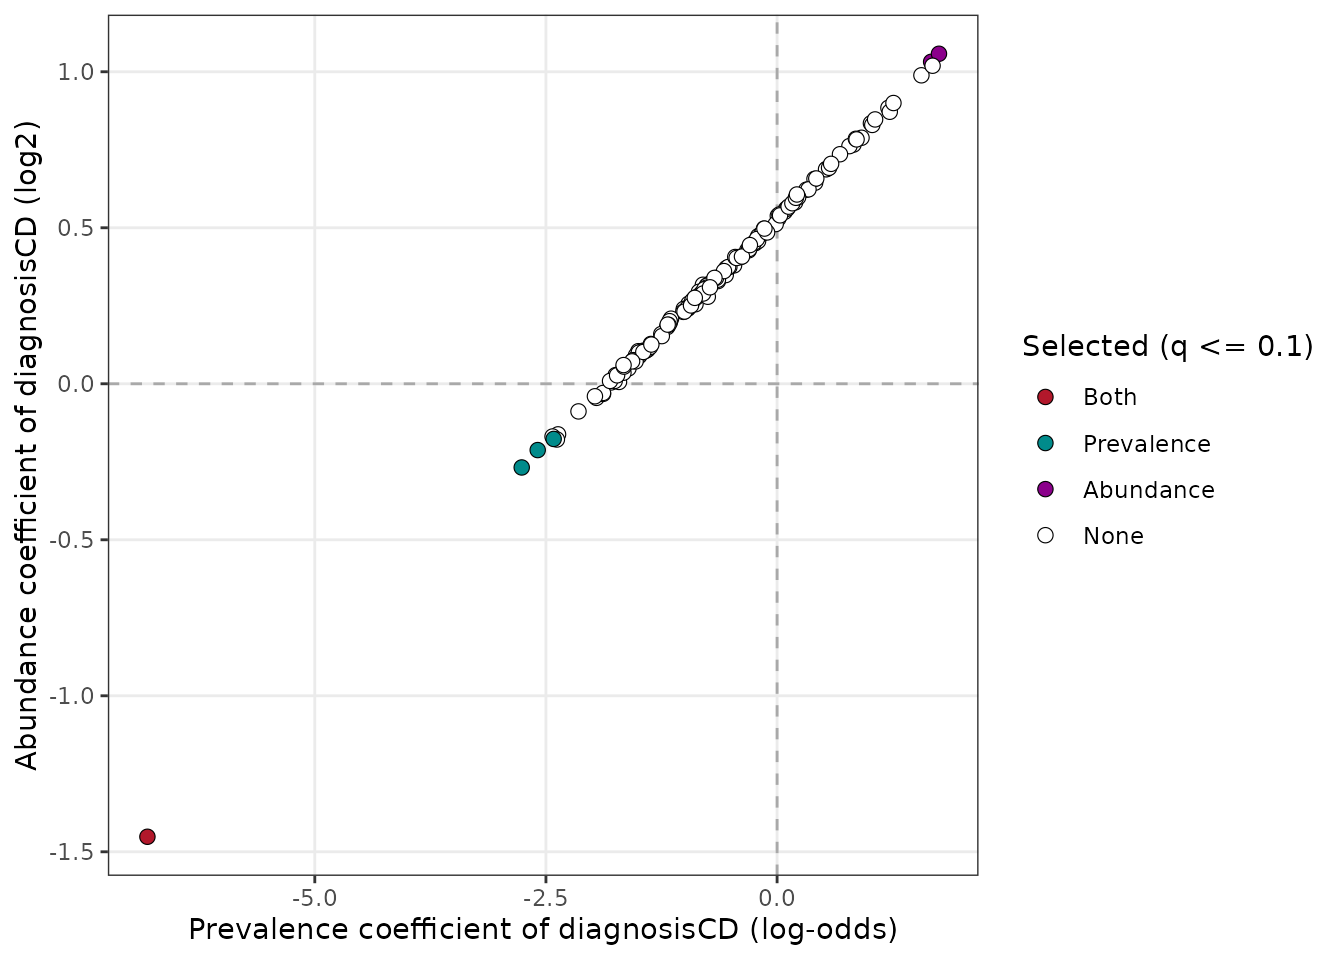 Abundance coefficient of diagnosisCD (log2)
1.0
0.5
0.0
-0.5
-1.0
-1.5
-5.0
-2.5
0.0
Prevalence coefficient of diagnosisCD (log-odds)
Selected (q <= 0.1)
Both
Prevalence
Abundance
None